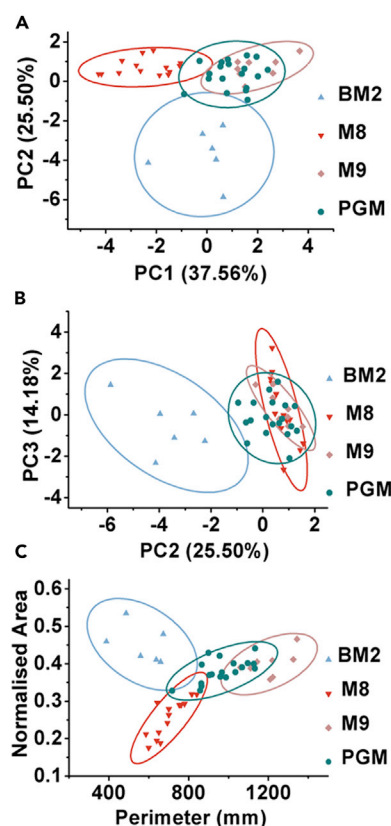 A
PC2 (25.50%)
2
0
-2
-4
-6
-4
-2
0
2
4
PC1 (37.56%)
BM2
M8
M9
PGM
B
PC3 (14.18%)
4
2
0
-2
-4
-6
-4
-2
0
2
PC2 (25.50%)
BM2
M8
M9
PGM
C
Normalised Area
0.6
0.5
0.4
0.3
0.2
0.1
400
800
1200
Perimeter (mm)
BM2
M8
M9
PGM